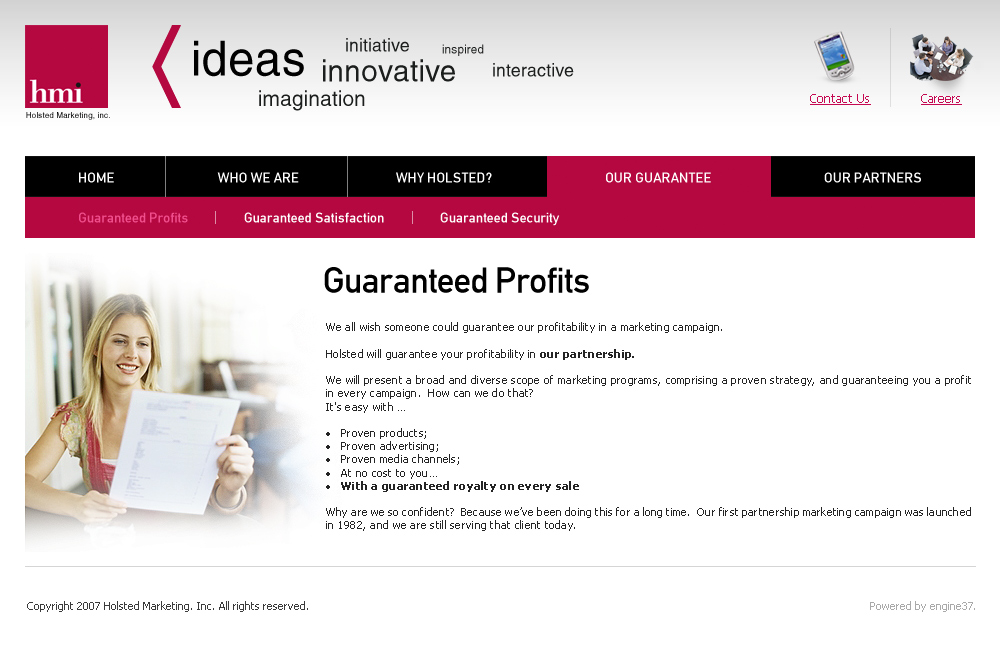 hmi
Holsted Marketing, inc.
ideas
initiative
inspired
innovative
interactive
imagination
Contact Us
Careers
HOME
WHO WE ARE
WHY HOLSTED?
OUR GUARANTEE
OUR PARTNERS
Guaranteed Profits
Guaranteed Satisfaction
Guaranteed Security
Guaranteed Profits
We all wish someone could guarantee our profitability in a marketing campaign.
Holsted will guarantee your profitability in our partnership.
We will present a broad and diverse scope of marketing programs, comprising a proven strategy, and guaranteeing you a profit
in every campaign.  How can we do that?
It's easy with ...
• Proven products;
• Proven advertising;
• Proven media channels;
• At no cost to you...
• With a guaranteed royalty on every sale
Why are we so confident?  Because we've been doing this for a long time.  Our first partnership marketing campaign was launched
in 1982, and we are still serving that client today.
Copyright 2007 Holsted Marketing. Inc. All rights reserved.
Powered by engine37.